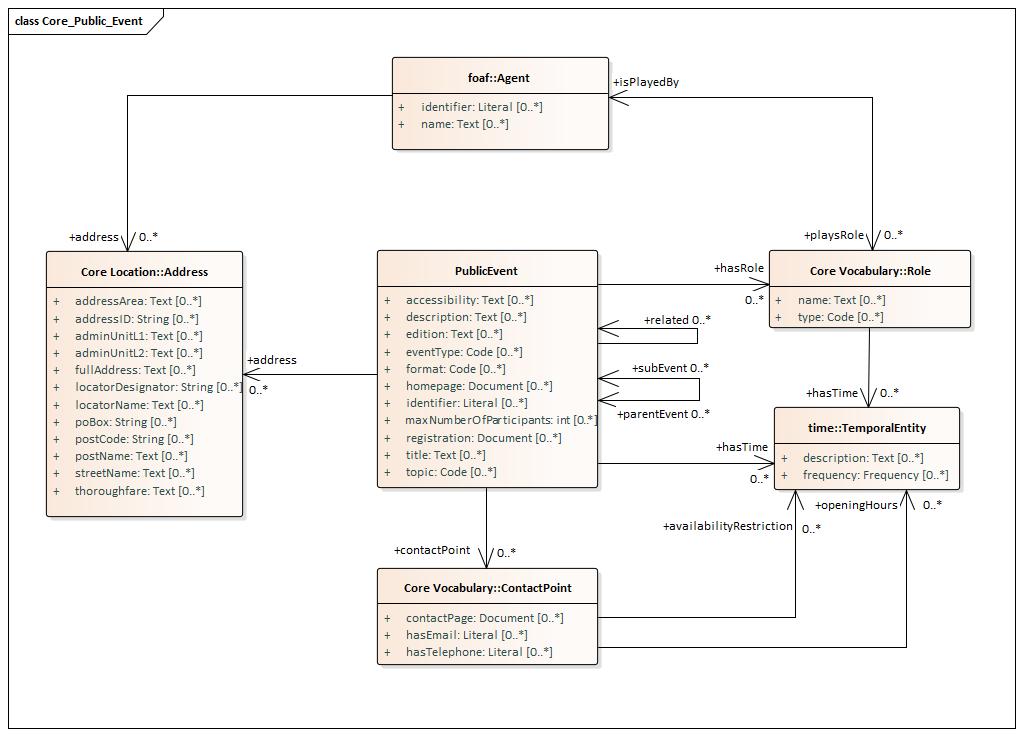 class Core_Public_Event
foaf::Agent
+ identifier: Literal [0..*]
+ name: Text [0..*]
+isPlayedBy
+address 0..*
+playsRole 0..*
Core Location::Address
+ addressArea: Text [0..*]
+ addressID: String [0..*]
+ adminUnitL1: Text [0..*]
+ adminUnitL2: Text [0..*]
+ fullAddress: Text [0..*]
+ locatorDesignator: String [0..*]
+ locatorName: Text [0..*]
+ poBox: String [0..*]
+ postCode: String [0..*]
+ postName: Text [0..*]
+ streetName: Text [0..*]
+ thoroughfare: Text [0..*]
+address
0..*
PublicEvent
+ accessibility: Text [0..*]
+ description: Text [0..*]
+ edition: Text [0..*]
+ eventType: Code [0..*]
+ format: Code [0..*]
+ homepage: Document [0..*]
+ identifier: Literal [0..*]
+ maxNumberOfParticipants: int [0..*]
+ registration: Document [0..*]
+ title: Text [0..*]
+ topic: Code [0..*]
+hasRole
0..*
+related 0..*
+subEvent 0..*
+parentEvent 0..*
+hasTime
0..*
Core Vocabulary::Role
+ name: Text [0..*]
+ type: Code [0..*]
+hasTime 0..*
time::TemporalEntity
+ description: Text [0..*]
+ frequency: Frequency [0..*]
+openingHours 0..*
+availabilityRestriction 0..*
+contactPoint 0..*
Core Vocabulary::ContactPoint
+ contactPage: Document [0..*]
+ hasEmail: Literal [0..*]
+ hasTelephone: Literal [0..*]